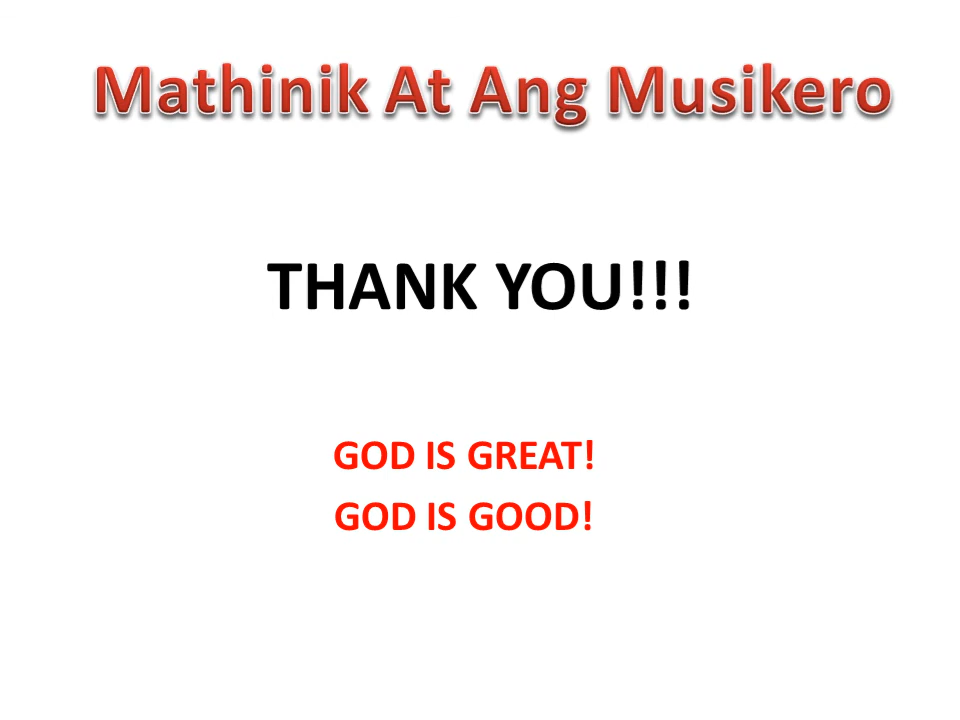 Mathinik At Ang Musikero
THANK YOU!!!
GOD IS GREAT!
GOD IS GOOD!